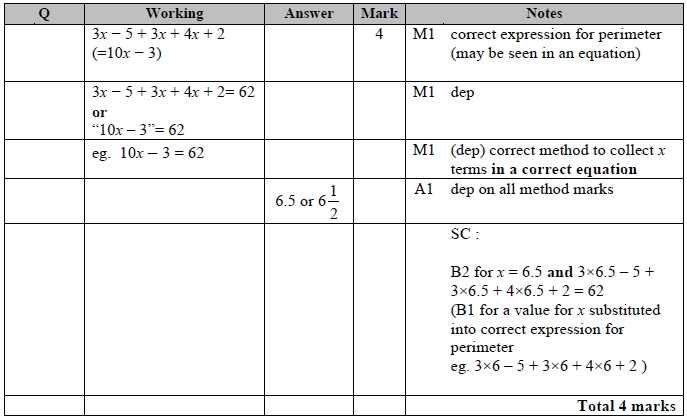 Q Working Answer Mark Notes
3x – 5 + 3x + 4x + 2 4 M1 correct expression for perimeter
(=10x – 3) (may be seen in an equation)
3x – 5 + 3x + 4x + 2= 62 M1 dep
or
“10x – 3”= 62
eg. 10x – 3 = 62 M1 (dep) correct method to collect x
terms in a correct equation
6.5 or 6 1/2 A1 dep on all method marks
SC :
B2 for x = 6.5 and 3×6.5 – 5 +
3×6.5 + 4×6.5 + 2 = 62
(B1 for a value for x substituted
into correct expression for
perimeter
eg. 3×6 – 5 + 3×6 + 4×6 + 2 )
Total 4 marks